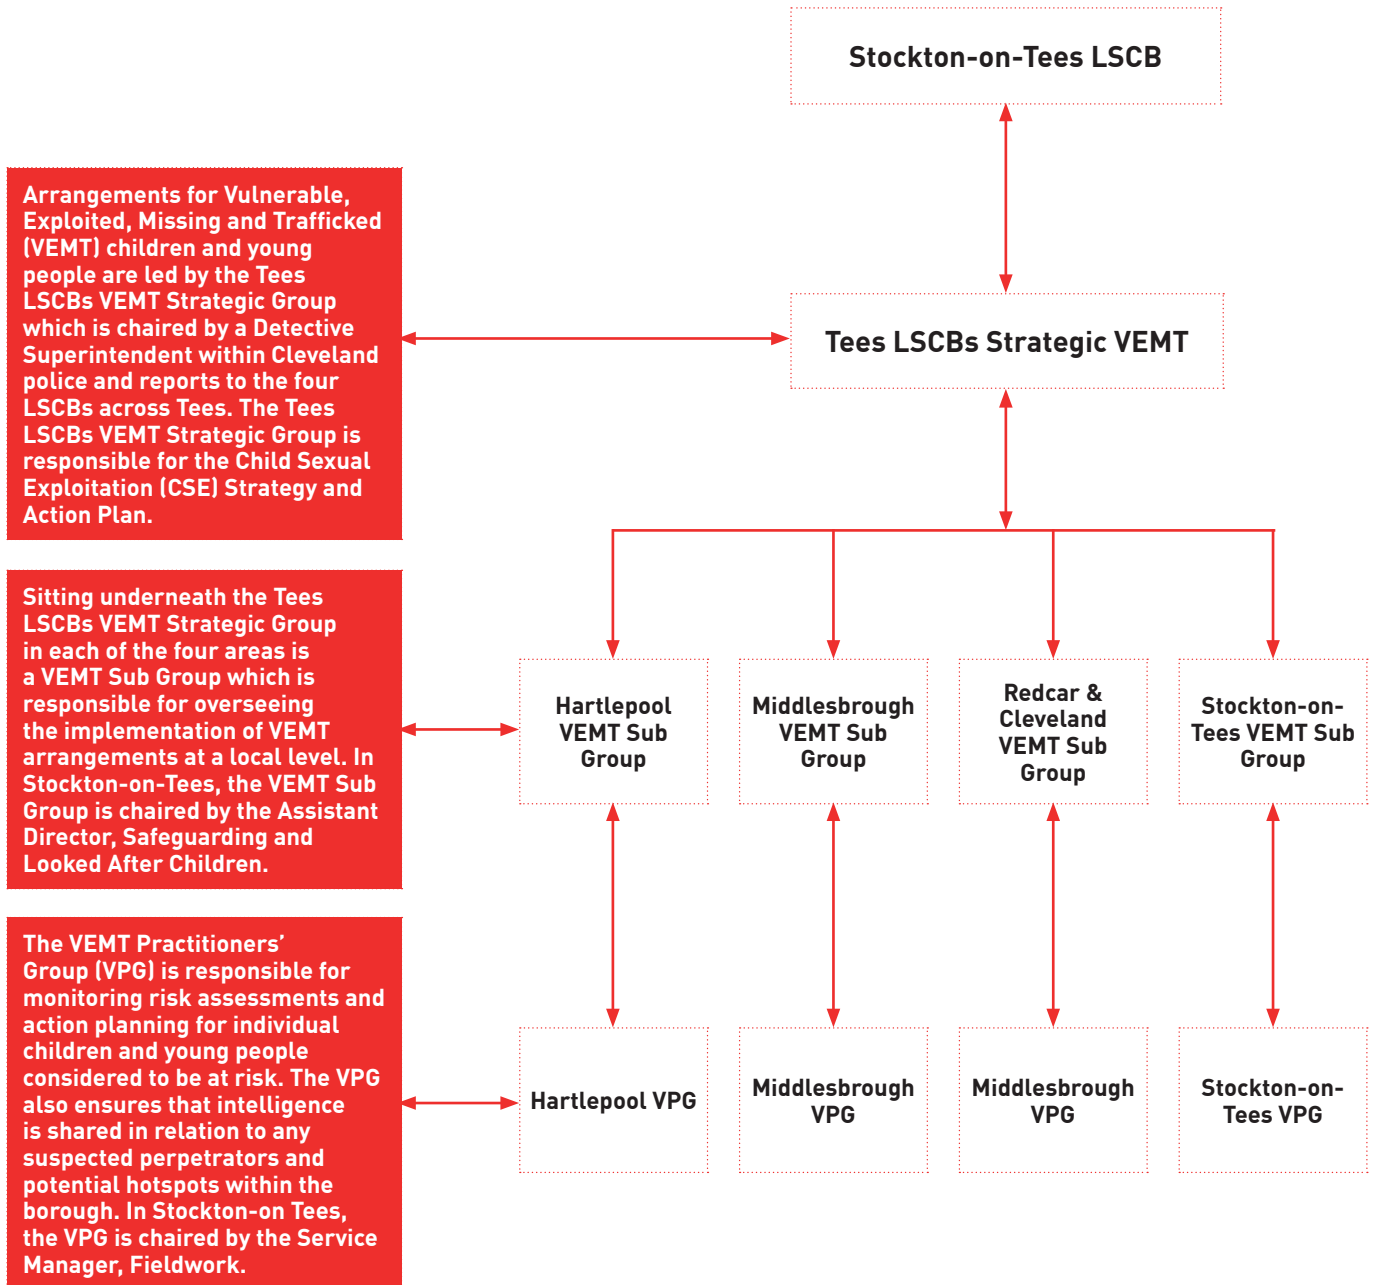 Stockton-on-Tees LSCB
Arrangements for Vulnerable,
Exploited, Missing and Trafficked
(VEMT) children and young
people are led by the Tees
LSCBs VEMT Strategic Group
which is chaired by a Detective
Superintendent within Cleveland
police and reports to the four
LSCBs across Tees. The Tees
LSCBs VEMT Strategic Group is
responsible for the Child Sexual
Exploitation (CSE) Strategy and
Action Plan.
Tees LSCBs Strategic VEMT
Sitting underneath the Tees
LSCBs VEMT Strategic Group
in each of the four areas is
a VEMT Sub Group which is
responsible for overseeing
the implementation of VEMT
arrangements at a local level. In
Stockton-on-Tees, the VEMT Sub
Group is chaired by the Assistant
Director, Safeguarding and
Looked After Children.
Hartlepool
VEMT Sub
Group
Middlesbrough
VEMT Sub
Group
Redcar &
Cleveland
VEMT Sub
Group
Stockton-on-
Tees VEMT Sub
Group
The VEMT Practitioners’
Group (VPG) is responsible for
monitoring risk assessments and
action planning for individual
children and young people
considered to be at risk. The VPG
also ensures that intelligence
is shared in relation to any
suspected perpetrators and
potential hotspots within the
borough. In Stockton-on Tees,
the VPG is chaired by the Service
Manager, Fieldwork.
Hartlepool VPG
Middlesbrough
VPG
Middlesbrough
VPG
Stockton-on-
Tees VPG